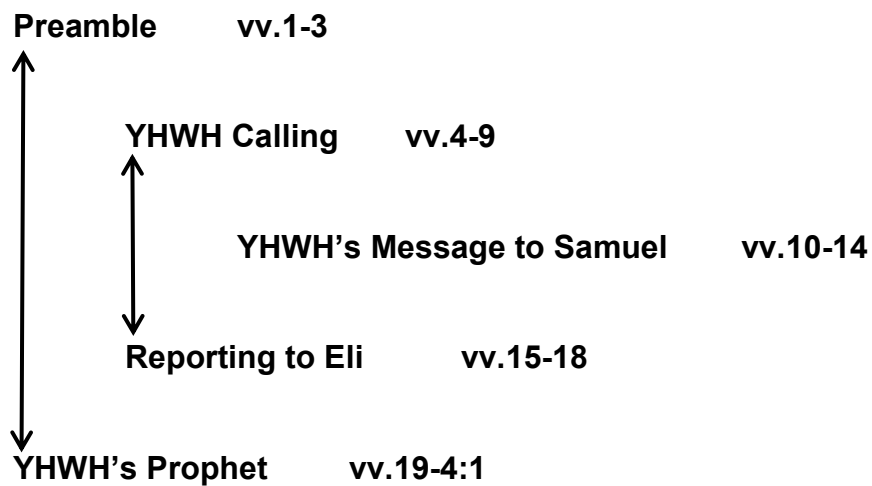 Preamble vv.1-3
YHWH Calling vv.4-9
YHWH's Message to Samuel vv.10-14
Reporting to Eli vv.15-18
YHWH's Prophet vv.19-4:1